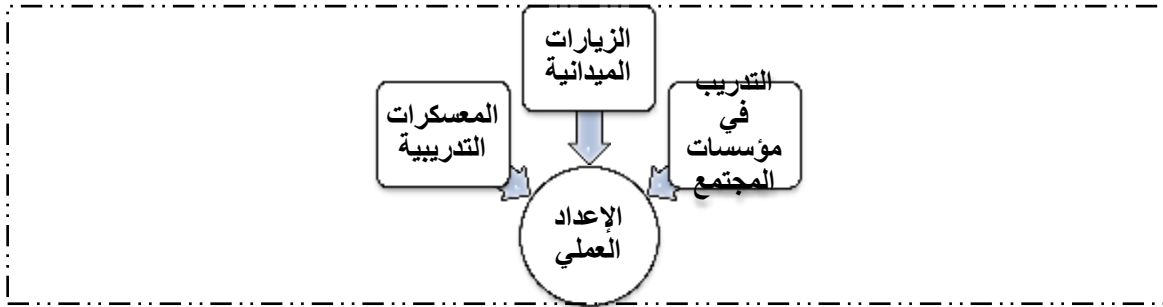 الزيارات
الميدانية
التدريب
في
مؤسسات
المجتمع
المعسكرات
التدريبية
الإعداد
العملي